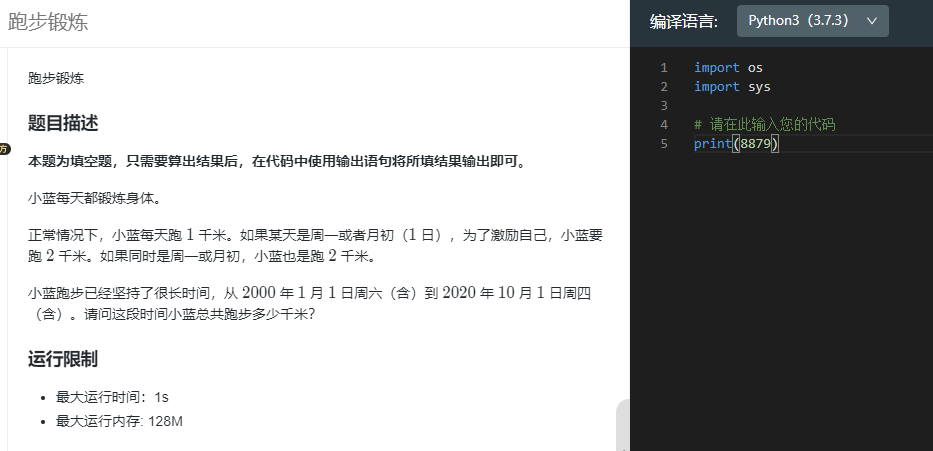 跑步锻炼
跑步锻炼
题目描述
方
本题为填空题，只需要算出结果后，在代码中使用输出语句将所填结果输出即可。
小蓝每天都锻炼身体。
正常情况下，小蓝每天跑 1 千米。如果某天是周一或者月初（1 日），为了激励自己，小蓝要
跑 2 千米。如果同时是周一或月初，小蓝也是跑 2 千米。
小蓝跑步已经坚持了很长时间，从 2000 年 1 月 1 日周六（含）到 2020 年 10 月 1 日周四
（含）。请问这段时间小蓝总共跑步多少千米？
运行限制
• 最大运行时间：1s
• 最大运行内存: 128M
编译语言:
Python3（3.7.3）
1 import os
2 import sys
3
4 # 请在此输入您的代码
5 print(8879)